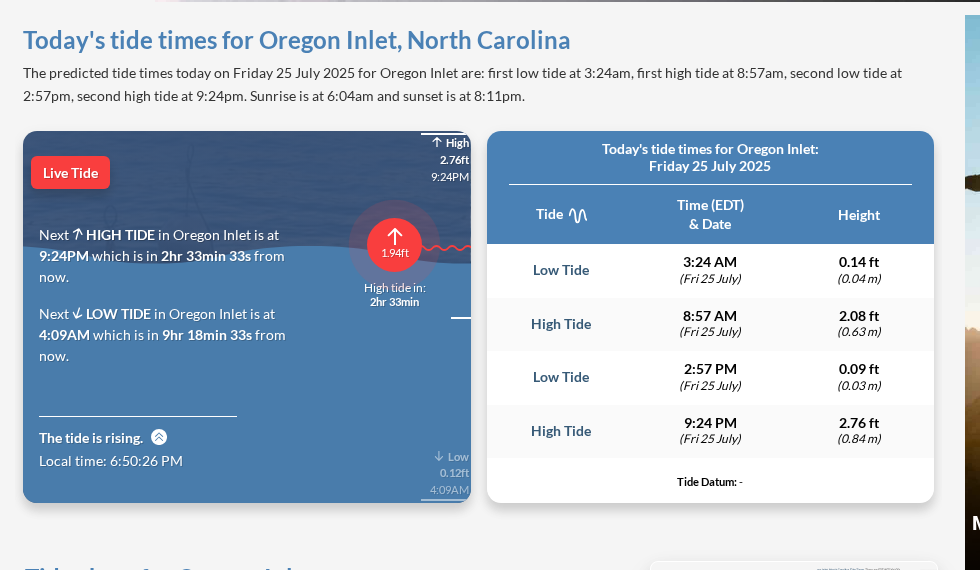 Today's tide times for Oregon Inlet, North Carolina
The predicted tide times today on Friday 25 July 2025 for Oregon Inlet are: first low tide at 3:24am, first high tide at 8:57am, second low tide at
2:57pm, second high tide at 9:24pm. Sunrise is at 6:04am and sunset is at 8:11pm.
↑ High
2.76ft
9:24PM
Live Tide
Next ↑ HIGH TIDE in Oregon Inlet is at
9:24PM which is in 2hr 33min 33s from
now.
1.94ft
High tide in:
2hr 33min
Next ↓ LOW TIDE in Oregon Inlet is at
4:09AM which is in 9hr 18min 33s from
now.
The tide is rising.
Local time: 6:50:26 PM
↓ Low
0.12ft
4:09AM
Today's tide times for Oregon Inlet:
Friday 25 July 2025
Tide Time (EDT) & Date Height
Low Tide 3:24 AM 0.14 ft
(Fri 25 July) (0.04 m)
High Tide 8:57 AM 2.08 ft
(Fri 25 July) (0.63 m)
Low Tide 2:57 PM 0.09 ft
(Fri 25 July) (0.03 m)
High Tide 9:24 PM 2.76 ft
(Fri 25 July) (0.84 m)
Tide Datum: -
M